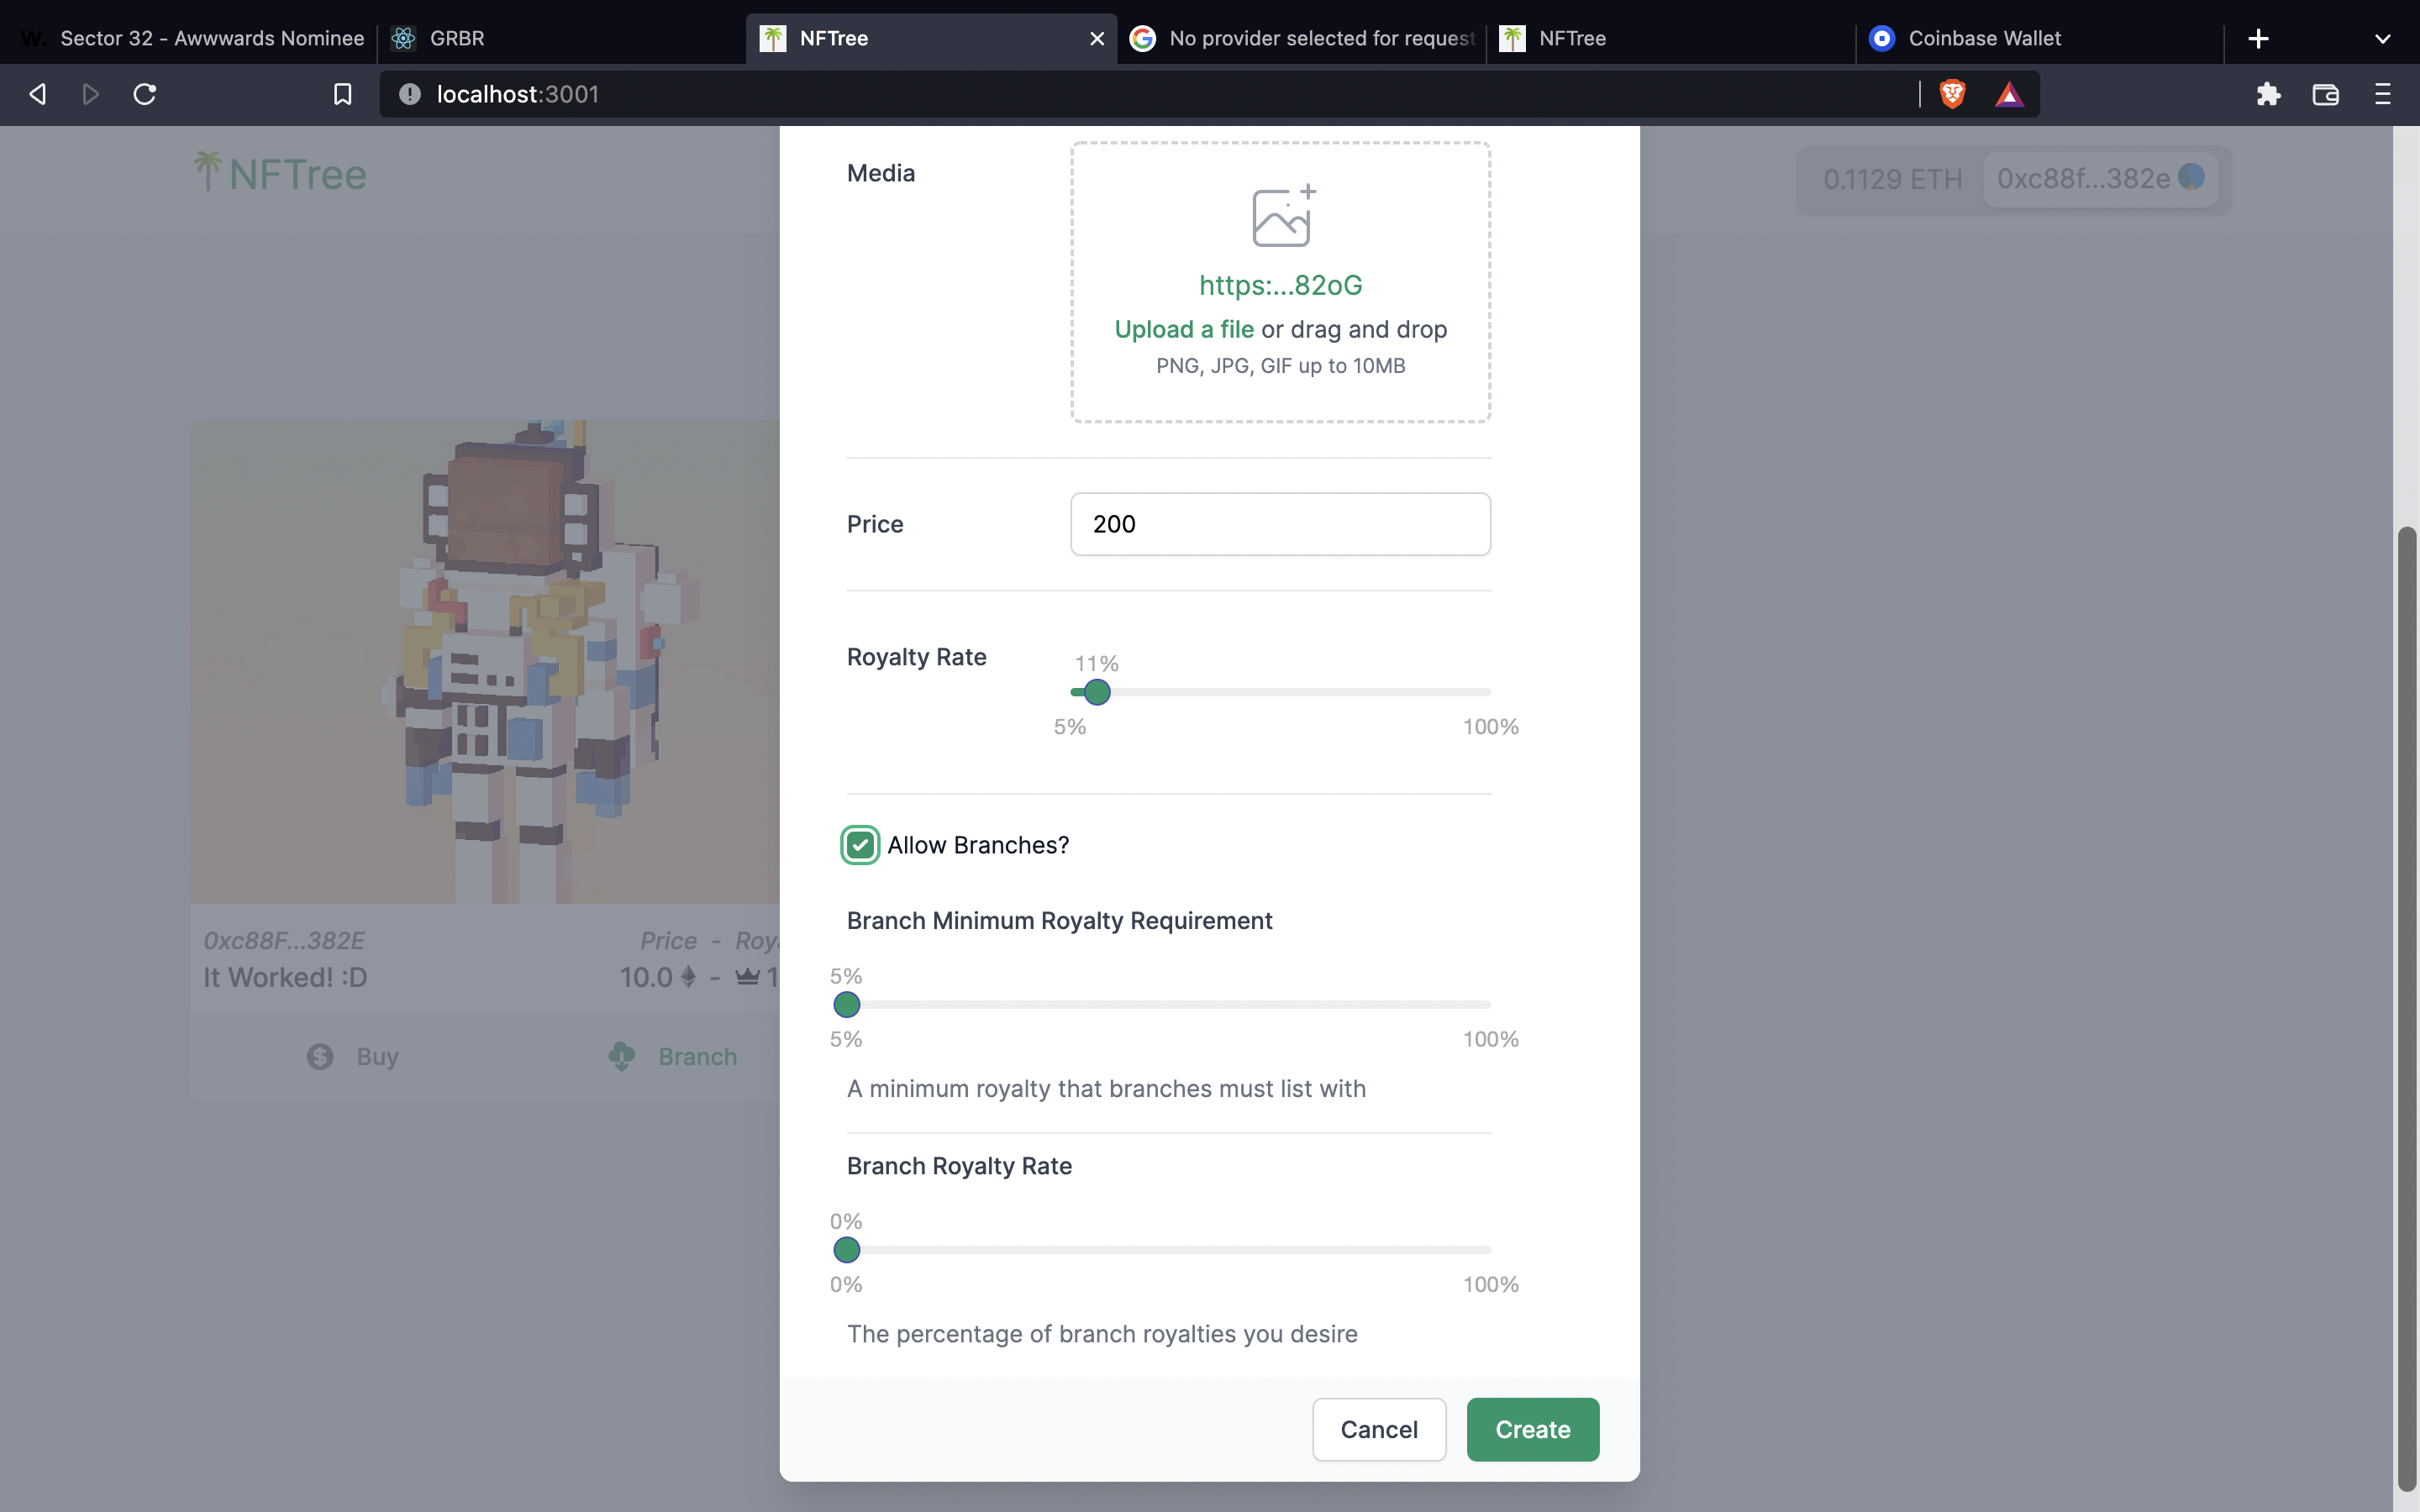 W. Sector 32 - Awwwards Nominee
GRBR
NFTree
No provider selected for request
NFTree
Coinbase Wallet
localhost:3001
NFTree
0.1129 ETH
0xc88f...382e
Media
https:...82oG
Upload a file or drag and drop
PNG, JPG, GIF up to 10MB
Price
200
Royalty Rate
11%
5%
100%
Allow Branches?
Branch Minimum Royalty Requirement
5%
5%
100%
A minimum royalty that branches must list with
Branch Royalty Rate
0%
0%
100%
The percentage of branch royalties you desire
Cancel
Create
0xc88F...382E
Price -
It Worked! :D
10.0 -
Buy
Branch